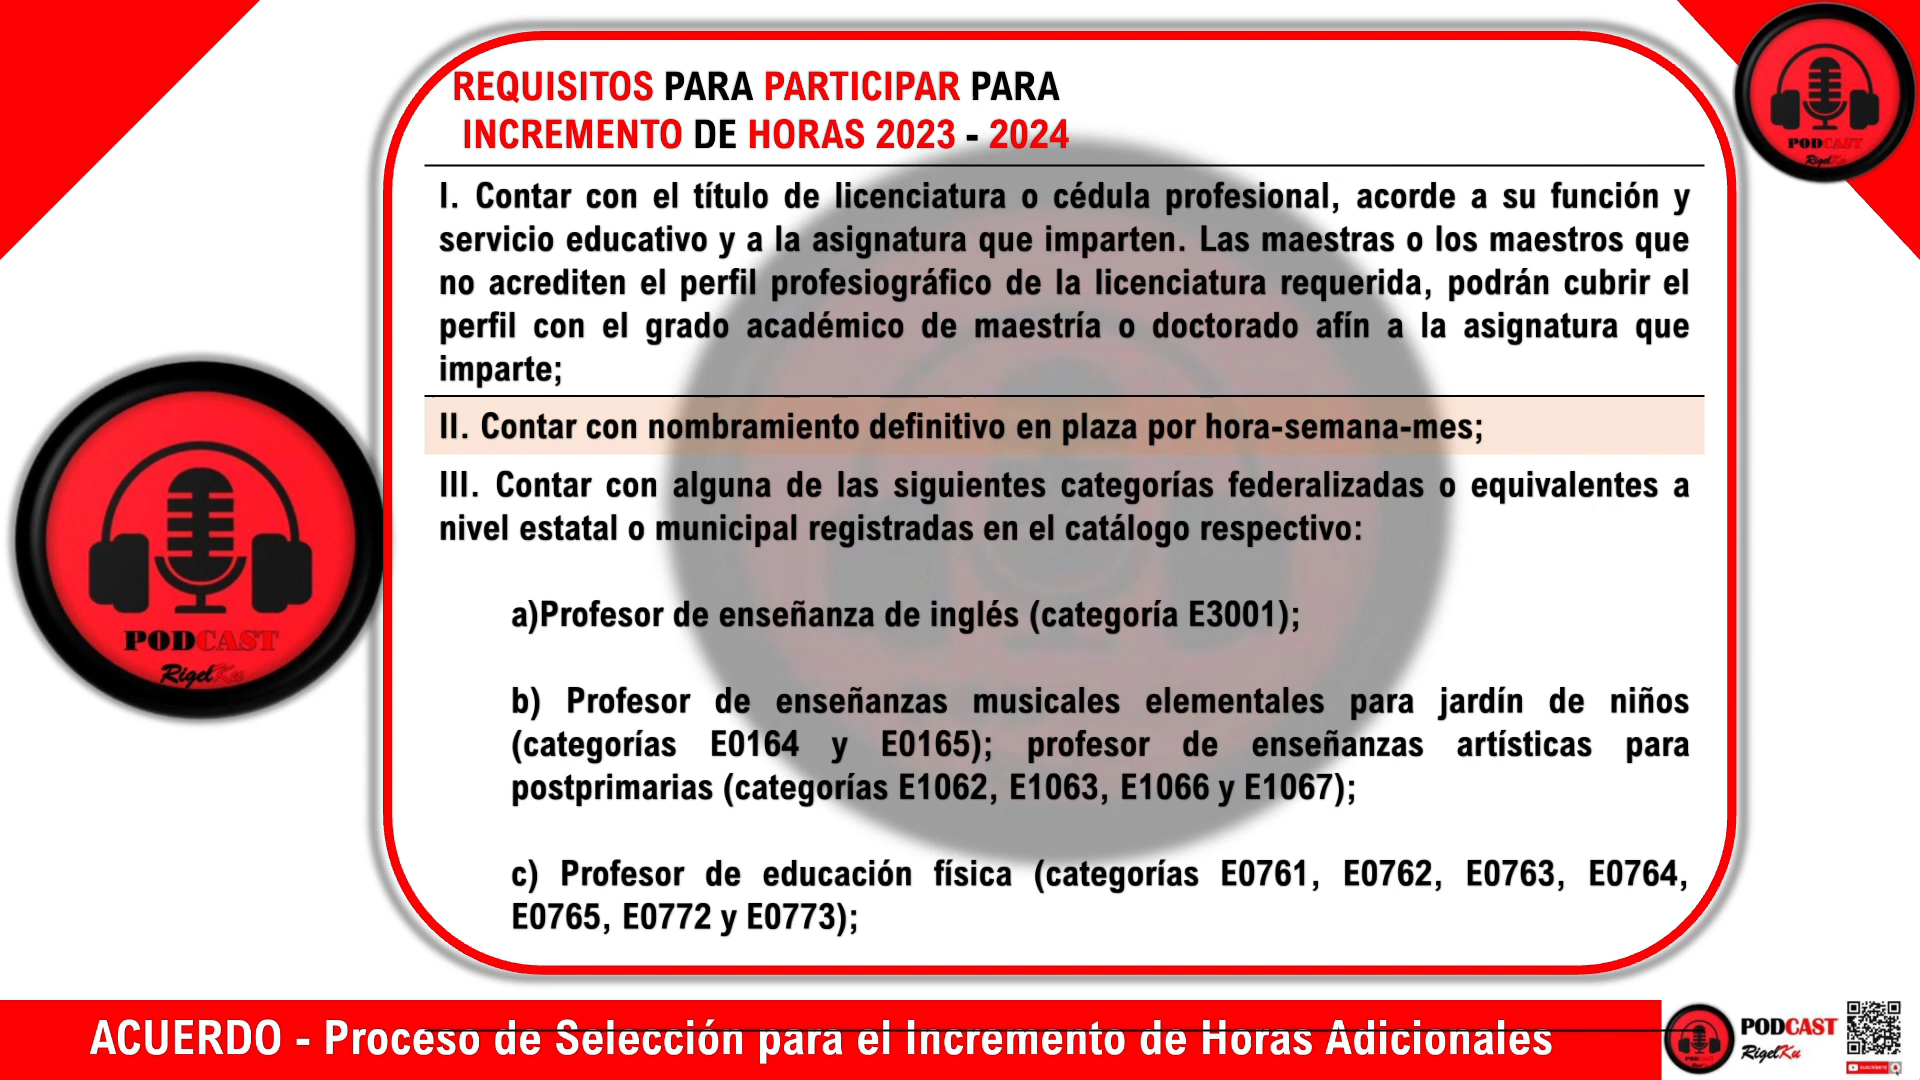 REQUISITOS PARA PARTICIPAR PARA
INCREMENTO DE HORAS 2023 - 2024
I. Contar con el título de licenciatura o cédula profesional, acorde a su función y
servicio educativo y a la asignatura que imparten. Las maestras o los maestros que
no acrediten el perfil profesiográfico de la licenciatura requerida, podrán cubrir el
perfil con el grado académico de maestría o doctorado afín a la asignatura que
imparte;
II. Contar con nombramiento definitivo en plaza por hora-semana-mes;
III. Contar con alguna de las siguientes categorías federalizadas o equivalentes a
nivel estatal o municipal registradas en el catálogo respectivo:
a)Profesor de enseñanza de inglés (categoría E3001);
b) Profesor de enseñanzas musicales elementales para jardín de niños
(categorías E0164 y E0165); profesor de enseñanzas artísticas para
postprimarias (categorías E1062, E1063, E1066 y E1067);
c) Profesor de educación física (categorías E0761, E0762, E0763, E0764,
E0765, E0772 y E0773);
PODCAST
RigelKu
PODCAST
RigelKu
ACUERDO - Proceso de Selección para el Incremento de Horas Adicionales
PODCAST
RigelKu
SUSCRÍBETE